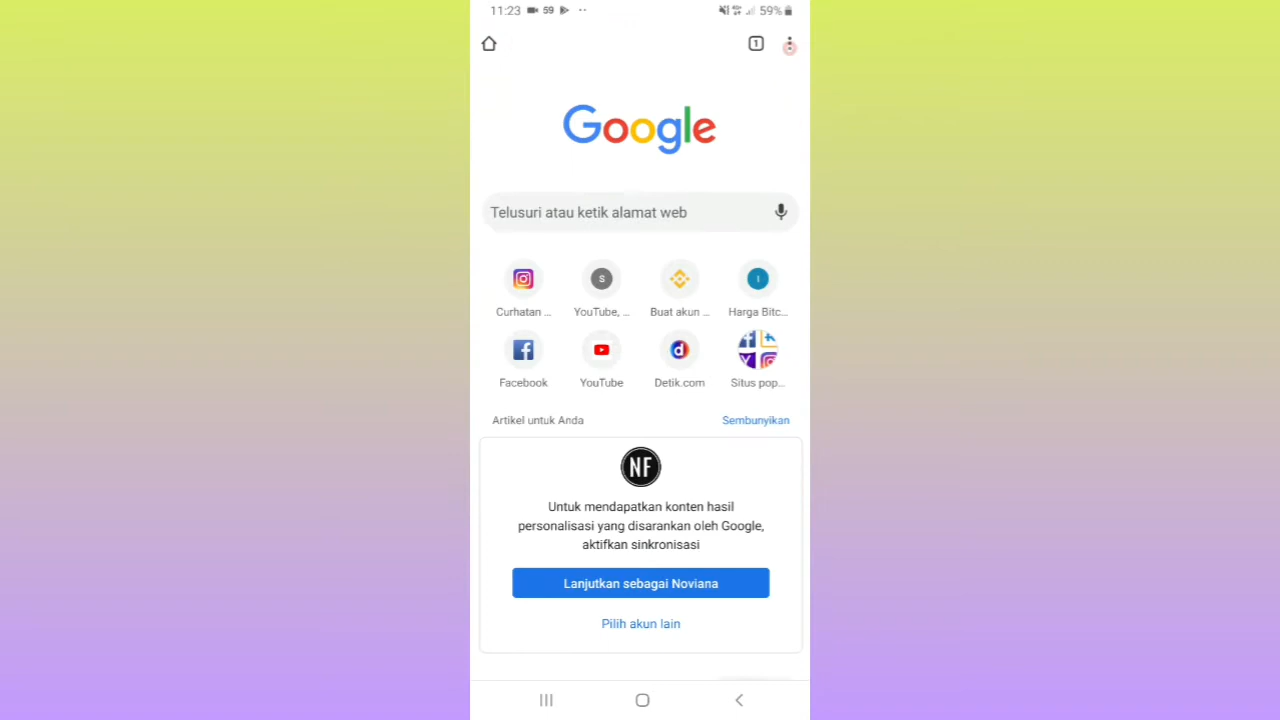 11:23 59 59%
1
Google
Telusuri atau ketik alamat web
S I
Curhatan ... YouTube, ... Buat akun ... Harga Bitc...
d
Facebook YouTube Detik.com Situs pop...
Artikel untuk Anda Sembunyikan
NF
Untuk mendapatkan konten hasil
personalisasi yang disarankan oleh Google,
aktifkan sinkronisasi
Lanjutkan sebagai Noviana
Pilih akun lain